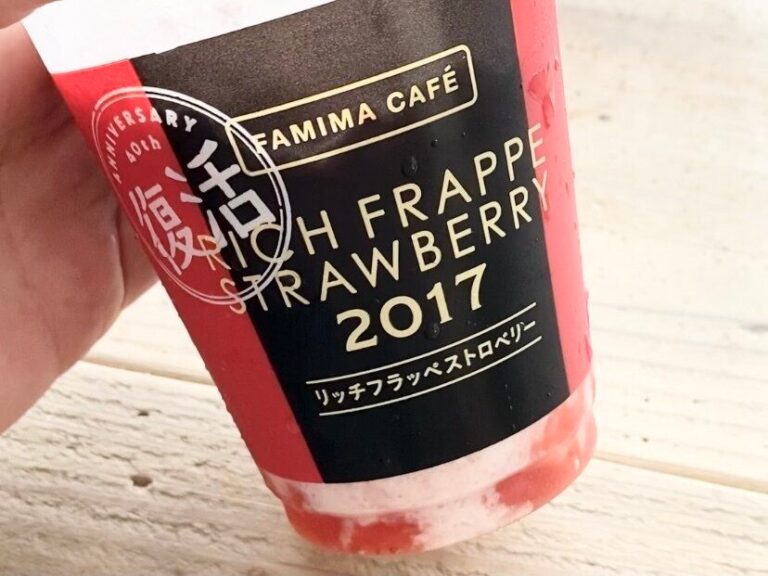 ANNIVERSARY
40th
復活
FAMIMA CAFÉ
RICH FRAPPE
STRAWBERRY
2017
リッチフラッペストロベリー